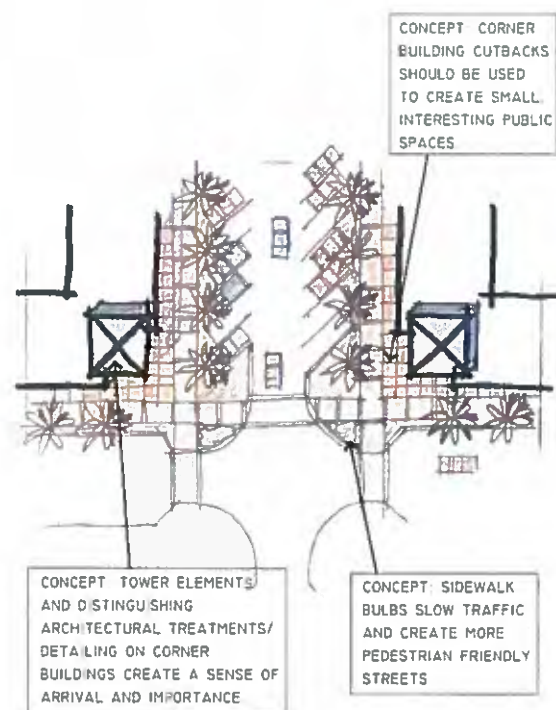 CONCEPT CORNER
BUILDING CUTBACKS
SHOULD BE USED
TO CREATE SMALL,
INTERESTING PUBLIC
SPACES
CONCEPT TOWER ELEMENTS
AND DISTINGUISHING
ARCHITECTURAL TREATMENTS/
DETAILING ON CORNER
BUILDINGS CREATE A SENSE OF
ARRIVAL AND IMPORTANCE
CONCEPT: SIDEWALK
BULBS SLOW TRAFFIC
AND CREATE MORE
PEDESTRIAN FRIENDLY
STREETS